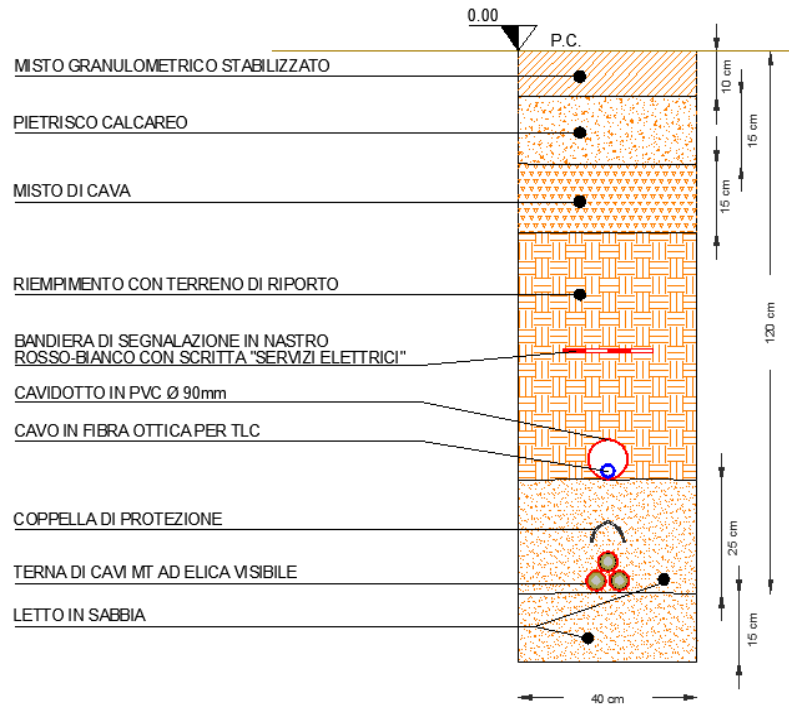 0.00
P.C.
MISTO GRANULOMETRICO STABILIZZATO
10 cm
PIETRISCO CALCAREO
15 cm
MISTO DI CAVA
15 cm
RIEMPIMENTO CON TERRENO DI RIPORTO
120 cm
BANDIERA DI SEGNALAZIONE IN NASTRO
ROSSO-BIANCO CON SCRITTA "SERVIZI ELETTRICI"
CAVIDOTTO IN PVC Ø 90mm
CAVO IN FIBRA OTTICA PER TLC
COPPELLA DI PROTEZIONE
25 cm
TERNA DI CAVI MT AD ELICA VISIBILE
LETTO IN SABBIA
15 cm
40 cm